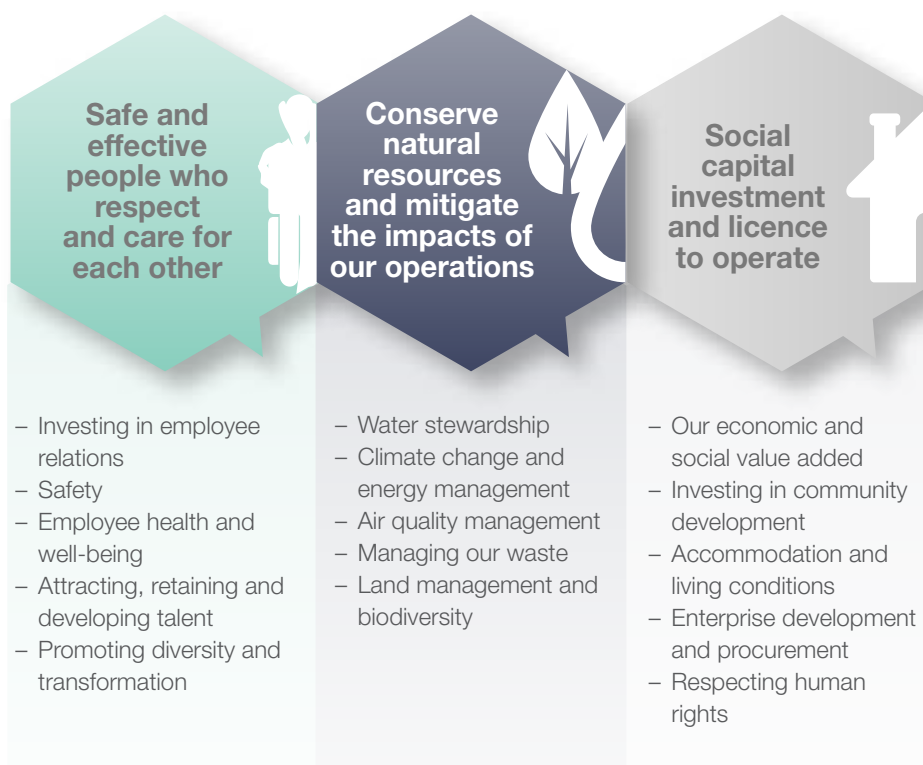 Safe and
effective
people who
respect
and care for
each other
– Investing in employee
relations
– Safety
– Employee health and
well-being
– Attracting, retaining and
developing talent
– Promoting diversity and
transformation
Conserve
natural
resources
and mitigate
the impacts of
our operations
– Water stewardship
– Climate change and
energy management
– Air quality management
– Managing our waste
– Land management and
biodiversity
Social
capital
investment
and licence
to operate
– Our economic and
social value added
– Investing in community
development
– Accommodation and
living conditions
– Enterprise development
and procurement
– Respecting human
rights